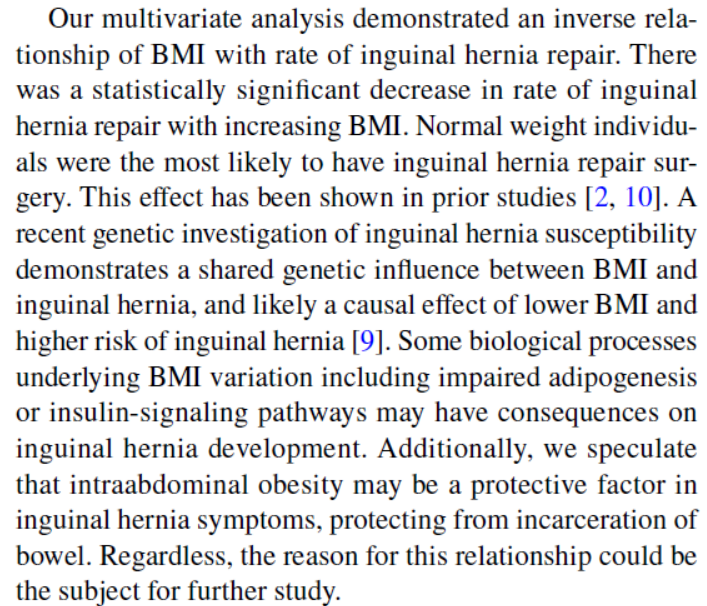 Our multivariate analysis demonstrated an inverse rela-
tionship of BMI with rate of inguinal hernia repair. There
was a statistically significant decrease in rate of inguinal
hernia repair with increasing BMI. Normal weight individu-
als were the most likely to have inguinal hernia repair sur-
gery. This effect has been shown in prior studies [2, 10]. A
recent genetic investigation of inguinal hernia susceptibility
demonstrates a shared genetic influence between BMI and
inguinal hernia, and likely a causal effect of lower BMI and
higher risk of inguinal hernia [9]. Some biological processes
underlying BMI variation including impaired adipogenesis
or insulin-signaling pathways may have consequences on
inguinal hernia development. Additionally, we speculate
that intraabdominal obesity may be a protective factor in
inguinal hernia symptoms, protecting from incarceration of
bowel. Regardless, the reason for this relationship could be
the subject for further study.